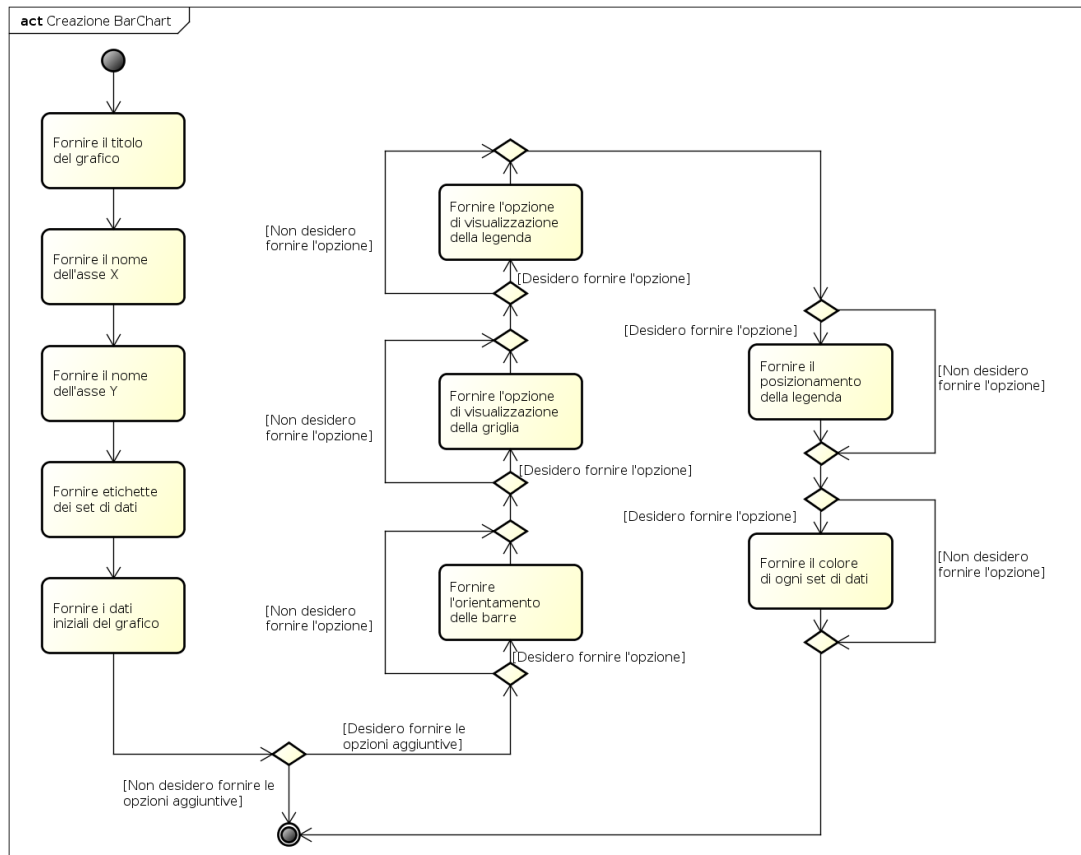 act Creazione BarChart
Fornire il titolo
del grafico
Fornire il nome
dell'asse X
Fornire il nome
dell'asse Y
Fornire etichette
dei set di dati
Fornire i dati
iniziali del grafico
[Non desidero fornire le
opzioni aggiuntive]
[Desidero fornire le
opzioni aggiuntive]
[Desidero fornire l'opzione]
Fornire
l'orientamento
delle barre
[Non desidero
fornire l'opzione]
[Desidero fornire l'opzione]
Fornire l'opzione
di visualizzazione
della griglia
[Non desidero
fornire l'opzione]
[Desidero fornire l'opzione]
Fornire l'opzione
di visualizzazione
della legenda
[Non desidero
fornire l'opzione]
[Desidero fornire l'opzione]
Fornire il
posizionamento
della legenda
[Non desidero
fornire l'opzione]
[Desidero fornire l'opzione]
Fornire il colore
di ogni set di dati
[Non desidero
fornire l'opzione]